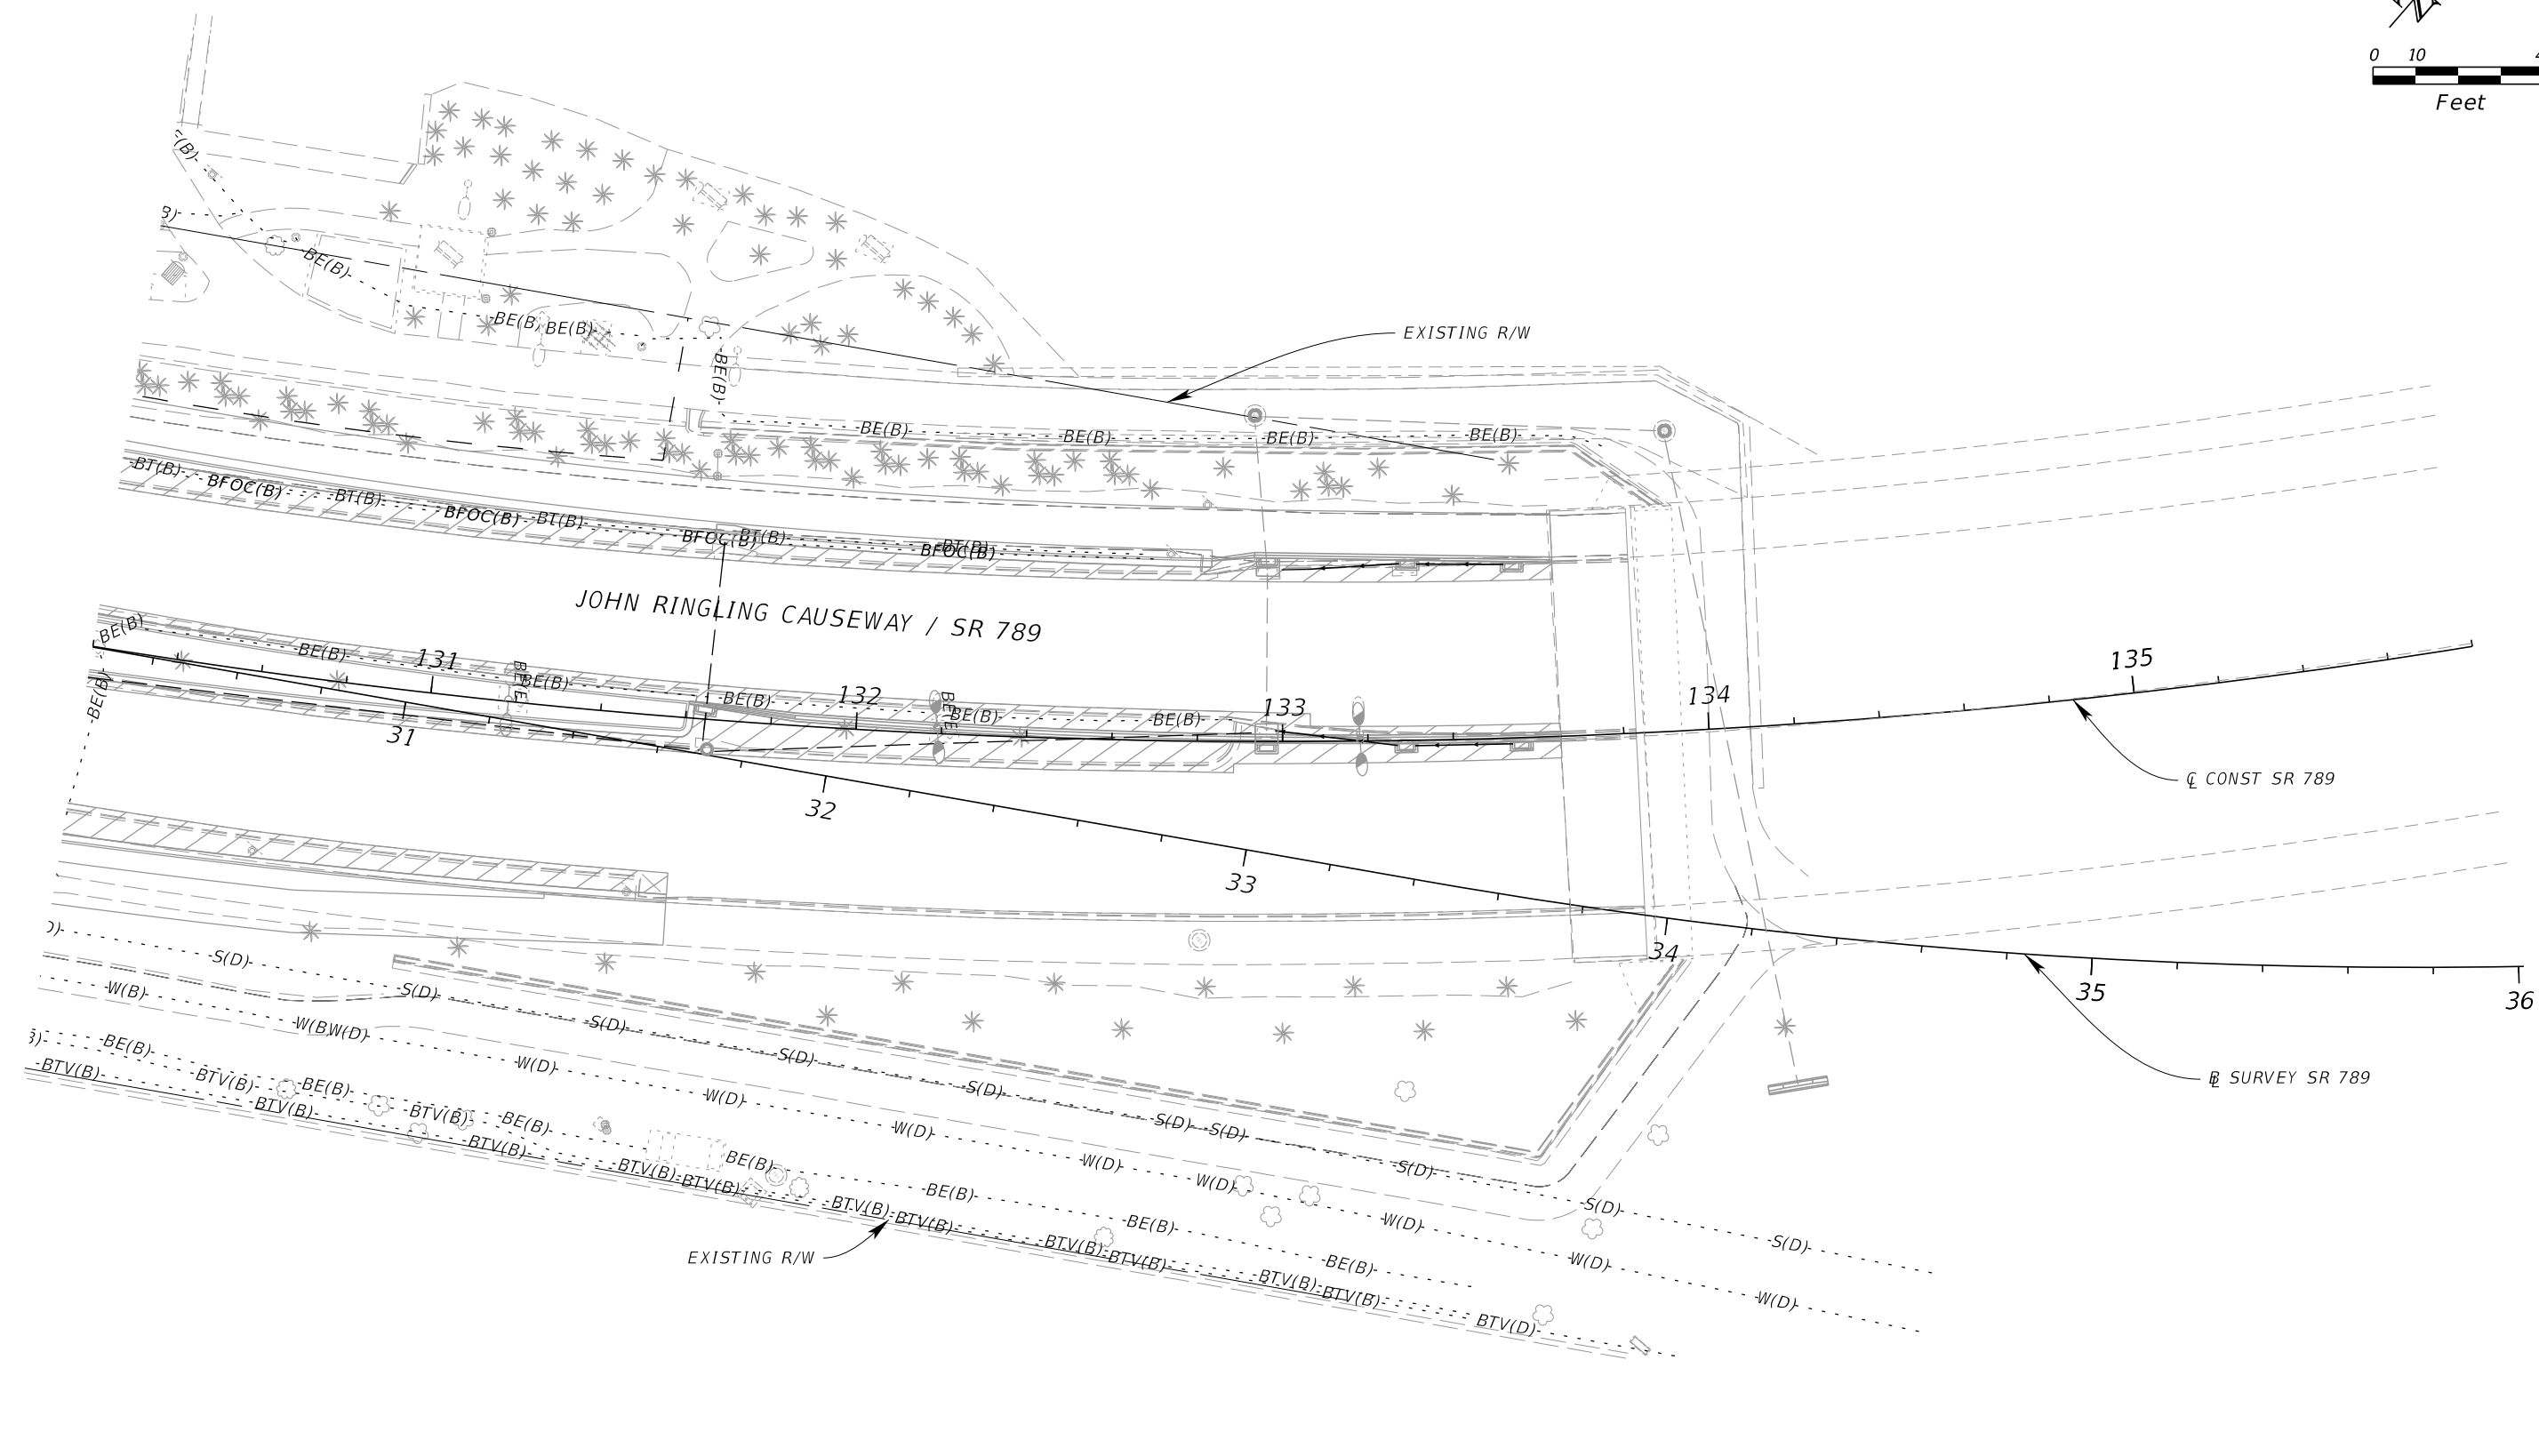 0 10
Feet
(B)
BE(B)
BE(B) BE(B)
BE(B)
EXISTING R/W
BE(B) BE(B) BE(B) BE(B)
BT(B) BFOC(B) BT(B) BFOC(B) BT(B) BFOC(B) BT(B) BFOC(B) BT(B)
JOHN RINGLING CAUSEWAY / SR 789
BE(B) BE(B) BE(B) BE(B) BE(B) BE(B)
BE(B)
131 132 133 134 135
31 32 33 34 35 36
℄ CONST SR 789
S(D) S(D) S(D) S(D) S(D) S(D) S(D) S(D) S(D) S(D)
W(B) W(B) W(D) W(D) W(D) W(D) W(D) W(D) W(D) W(D) W(D)
BE(B) BE(B) BE(B) BE(B) BE(B) BE(B) BE(B)
BTV(B) BTV(B) BTV(B) BTV(B) BTV(B) BTV(B) BTV(B) BTV(B) BTV(B) BTV(B) BTV(B) BTV(B) BTV(B) BTV(D)
B̲L SURVEY SR 789
EXISTING R/W